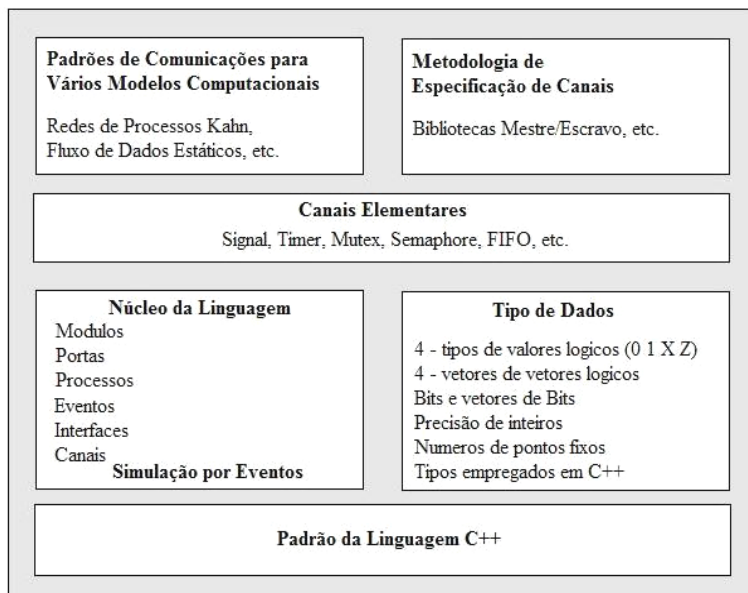 Padrões de Comunicações para
Vários Modelos Computacionais
Redes de Processos Kahn,
Fluxo de Dados Estáticos, etc.
Metodologia de
Especificação de Canais
Bibliotecas Mestre/Escravo, etc.
Canais Elementares
Signal, Timer, Mutex, Semaphore, FIFO, etc.
Núcleo da Linguagem
Modulos
Portas
Processos
Eventos
Interfaces
Canais
Simulação por Eventos
Tipo de Dados
4 - tipos de valores logicos (0 1 X Z)
4 - vetores de vetores logicos
Bits e vetores de Bits
Precisão de inteiros
Numeros de pontos fixos
Tipos empregados em C++
Padrão da Linguagem C++